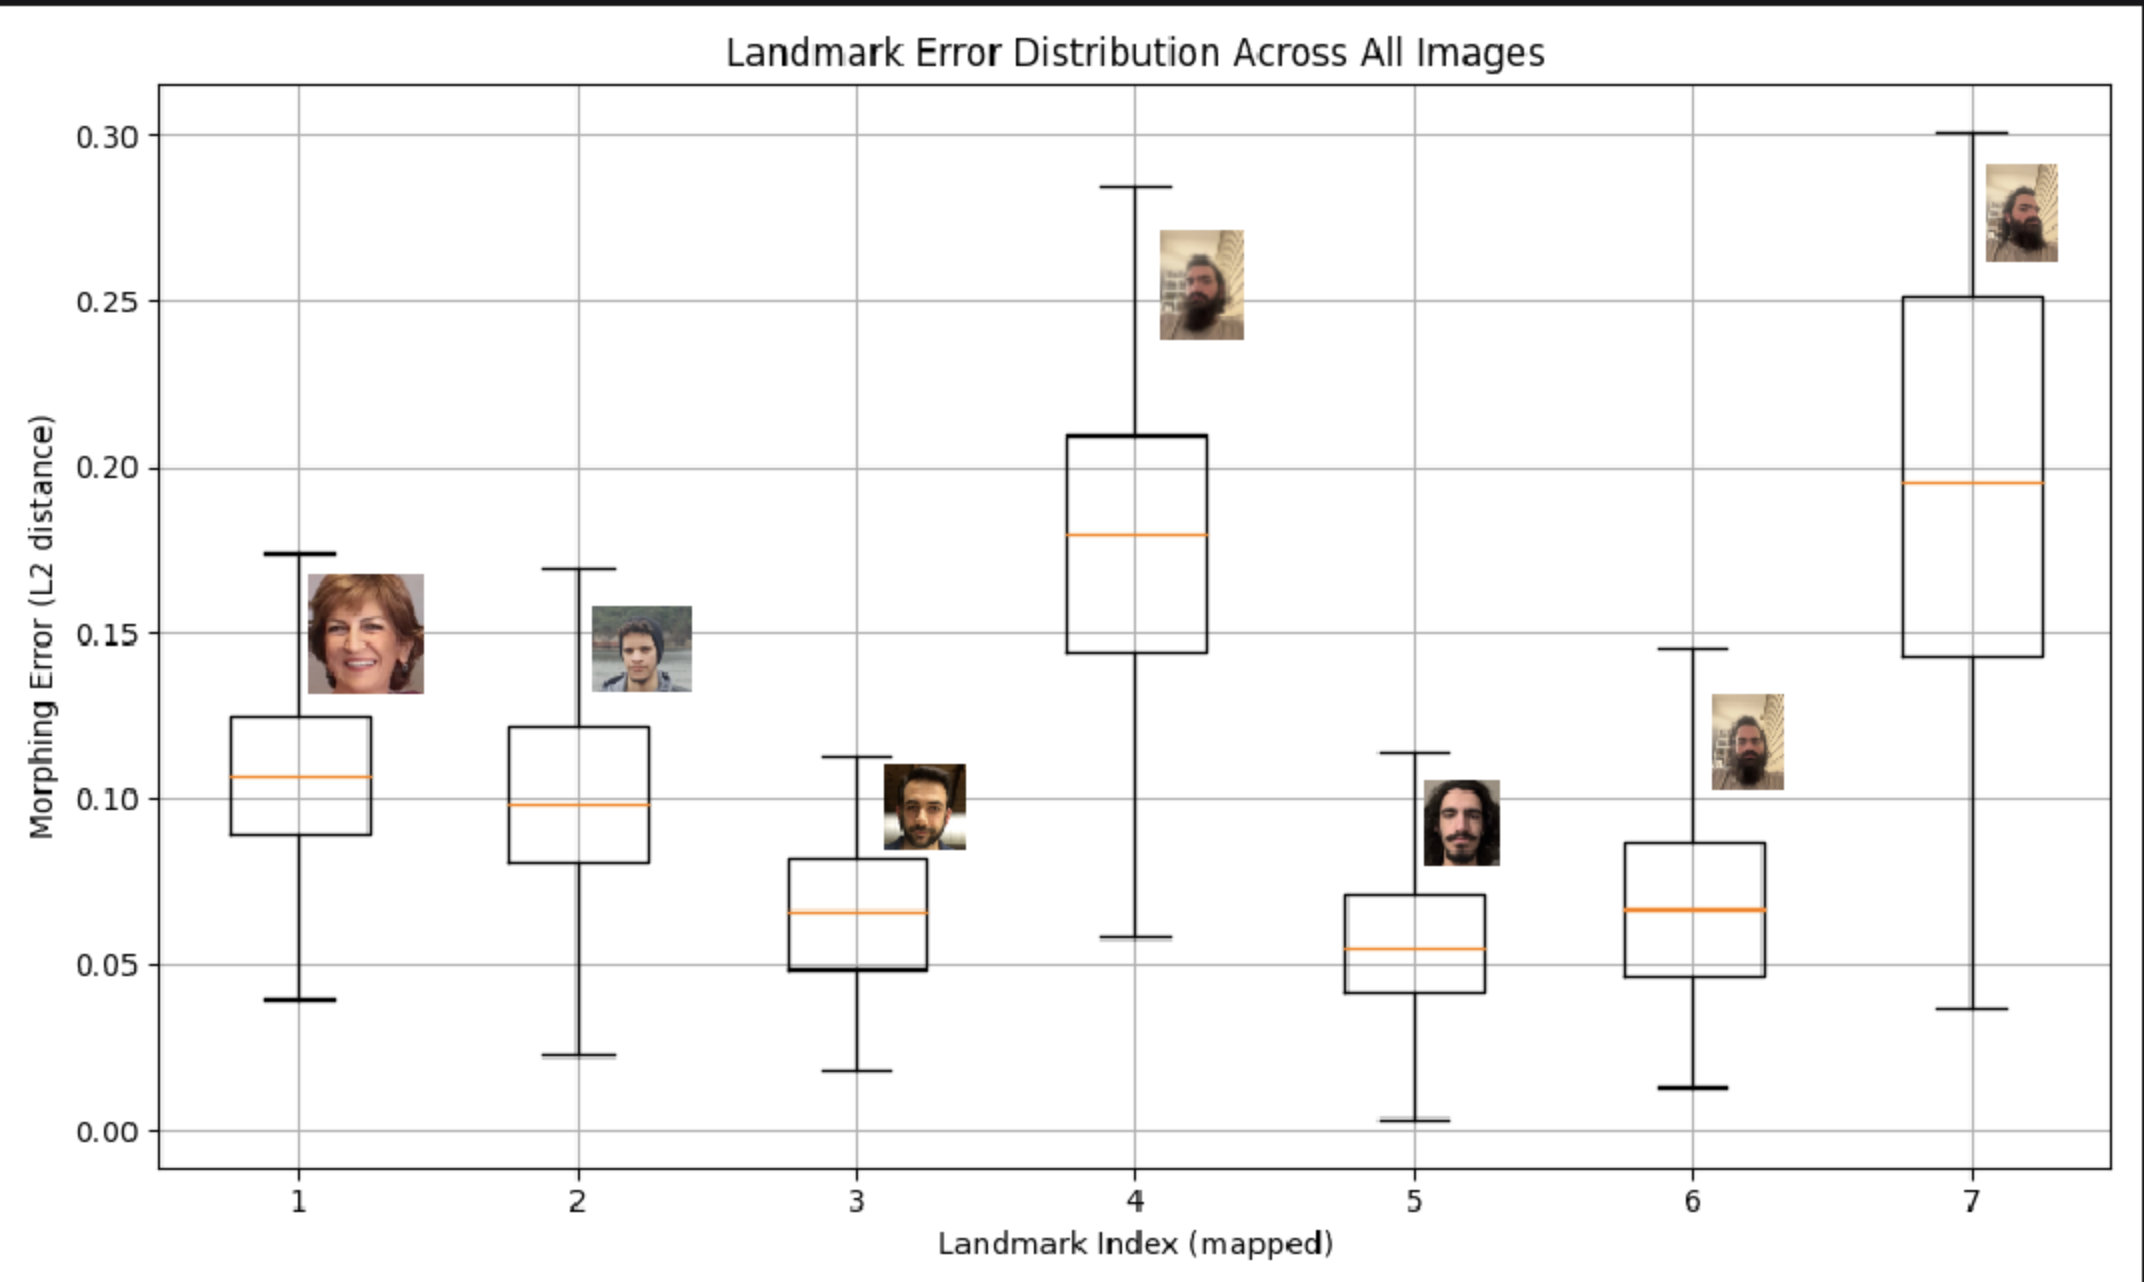 Landmark Error Distribution Across All Images
Morphing Error (L2 distance)
0.30
0.25
0.20
0.15
0.10
0.05
0.00
1 2 3 4 5 6 7
Landmark Index (mapped)